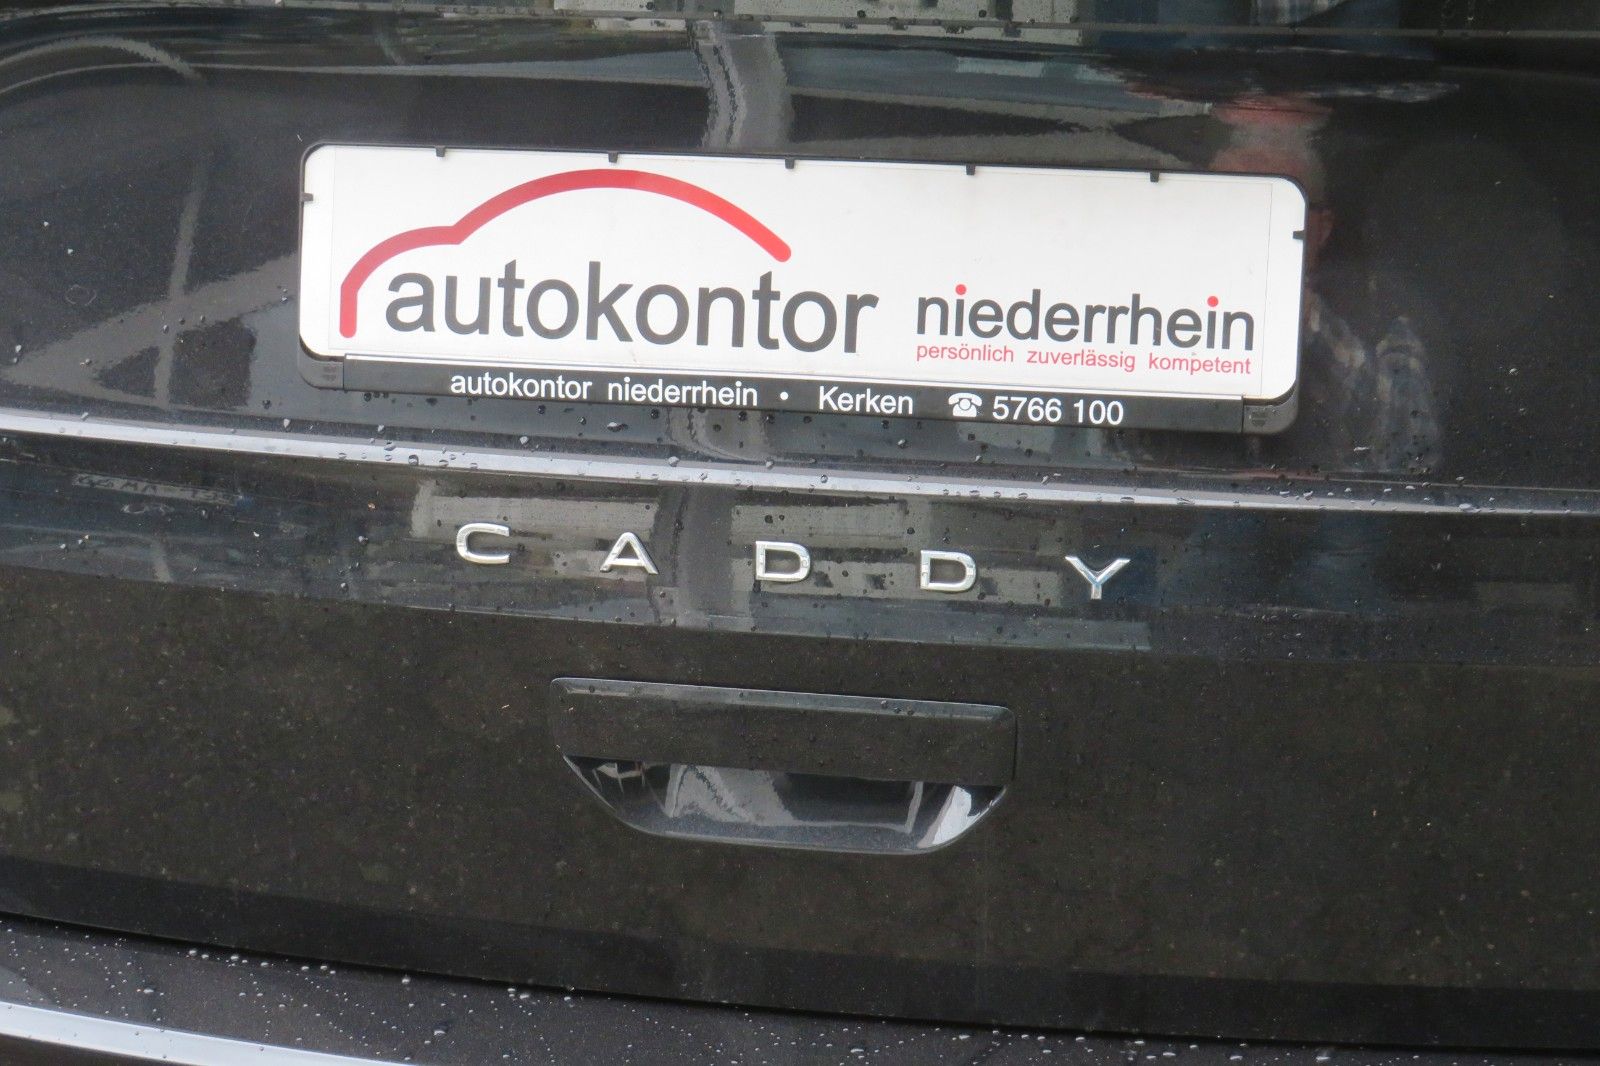 autokontor niederrhein
persönlich zuverlässig kompetent
autokontor niederrhein • Kerken ☎ 5766 100
CADDY